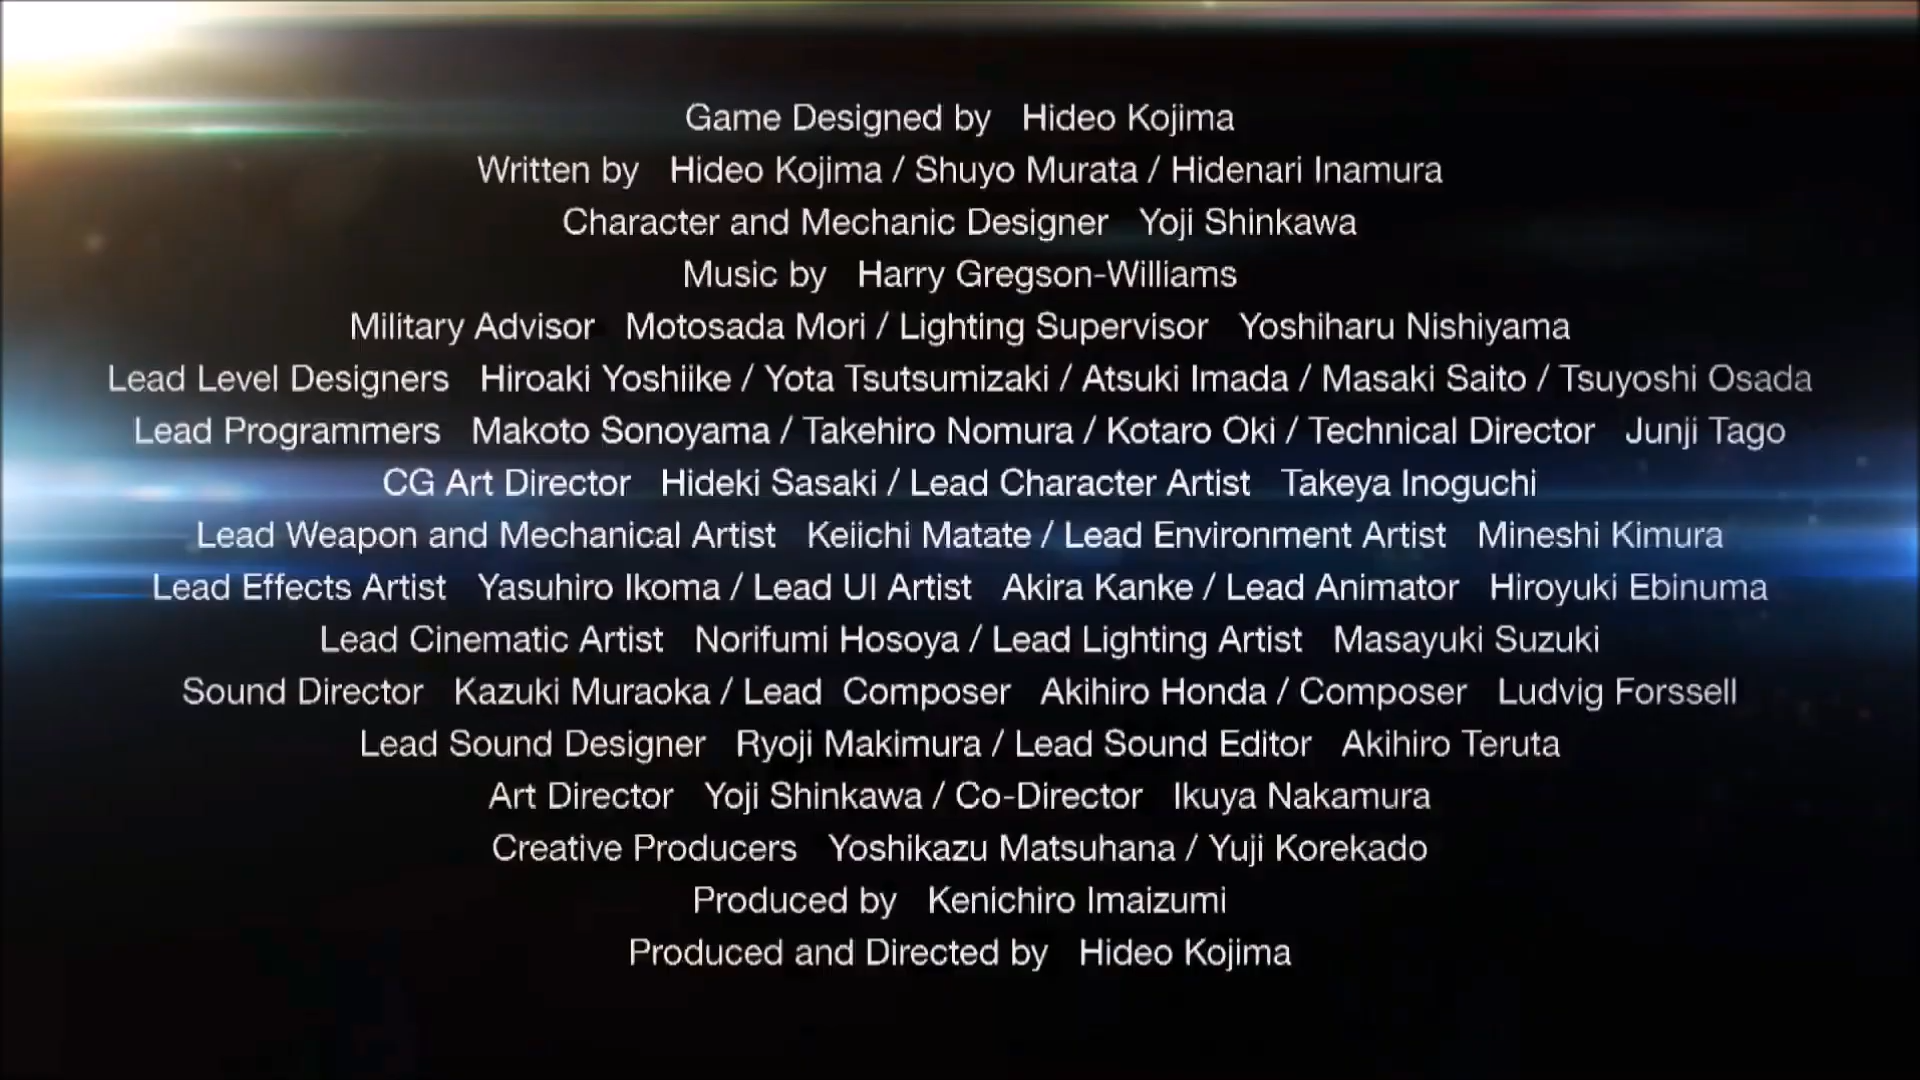 Game Designed by Hideo Kojima
Written by Hideo Kojima / Shuyo Murata / Hidenari Inamura
Character and Mechanic Designer Yoji Shinkawa
Music by Harry Gregson-Williams
Military Advisor Motosada Mori / Lighting Supervisor Yoshiharu Nishiyama
Lead Level Designers Hiroaki Yoshiike / Yota Tsutsumizaki / Atsuki Imada / Masaki Saito / Tsuyoshi Osada
Lead Programmers Makoto Sonoyama / Takehiro Nomura / Kotaro Oki / Technical Director Junji Tago
CG Art Director Hideki Sasaki / Lead Character Artist Takeya Inoguchi
Lead Weapon and Mechanical Artist Keiichi Matate / Lead Environment Artist Mineshi Kimura
Lead Effects Artist Yasuhiro Ikoma / Lead UI Artist Akira Kanke / Lead Animator Hiroyuki Ebinuma
Lead Cinematic Artist Norifumi Hosoya / Lead Lighting Artist Masayuki Suzuki
Sound Director Kazuki Muraoka / Lead Composer Akihiro Honda / Composer Ludvig Forssell
Lead Sound Designer Ryoji Makimura / Lead Sound Editor Akihiro Teruta
Art Director Yoji Shinkawa / Co-Director Ikuya Nakamura
Creative Producers Yoshikazu Matsuhana / Yuji Korekado
Produced by Kenichiro Imaizumi
Produced and Directed by Hideo Kojima